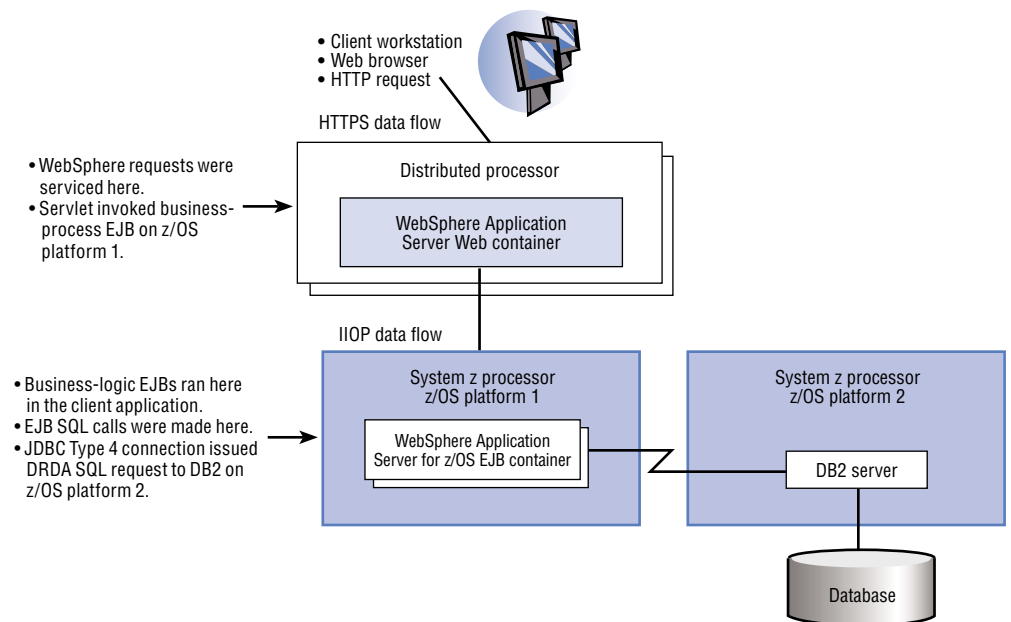 • Client workstation
• Web browser
• HTTP request
HTTPS data flow
Distributed processor
WebSphere Application
Server Web container
• WebSphere requests were
serviced here.
• Servlet invoked business-
process EJB on z/OS
platform 1.
IIOP data flow
System z processor
z/OS platform 1
WebSphere Application
Server for z/OS EJB container
• Business-logic EJBs ran here
in the client application.
• EJB SQL calls were made here.
• JDBC Type 4 connection issued
DRDA SQL request to DB2 on
z/OS platform 2.
System z processor
z/OS platform 2
DB2 server
Database